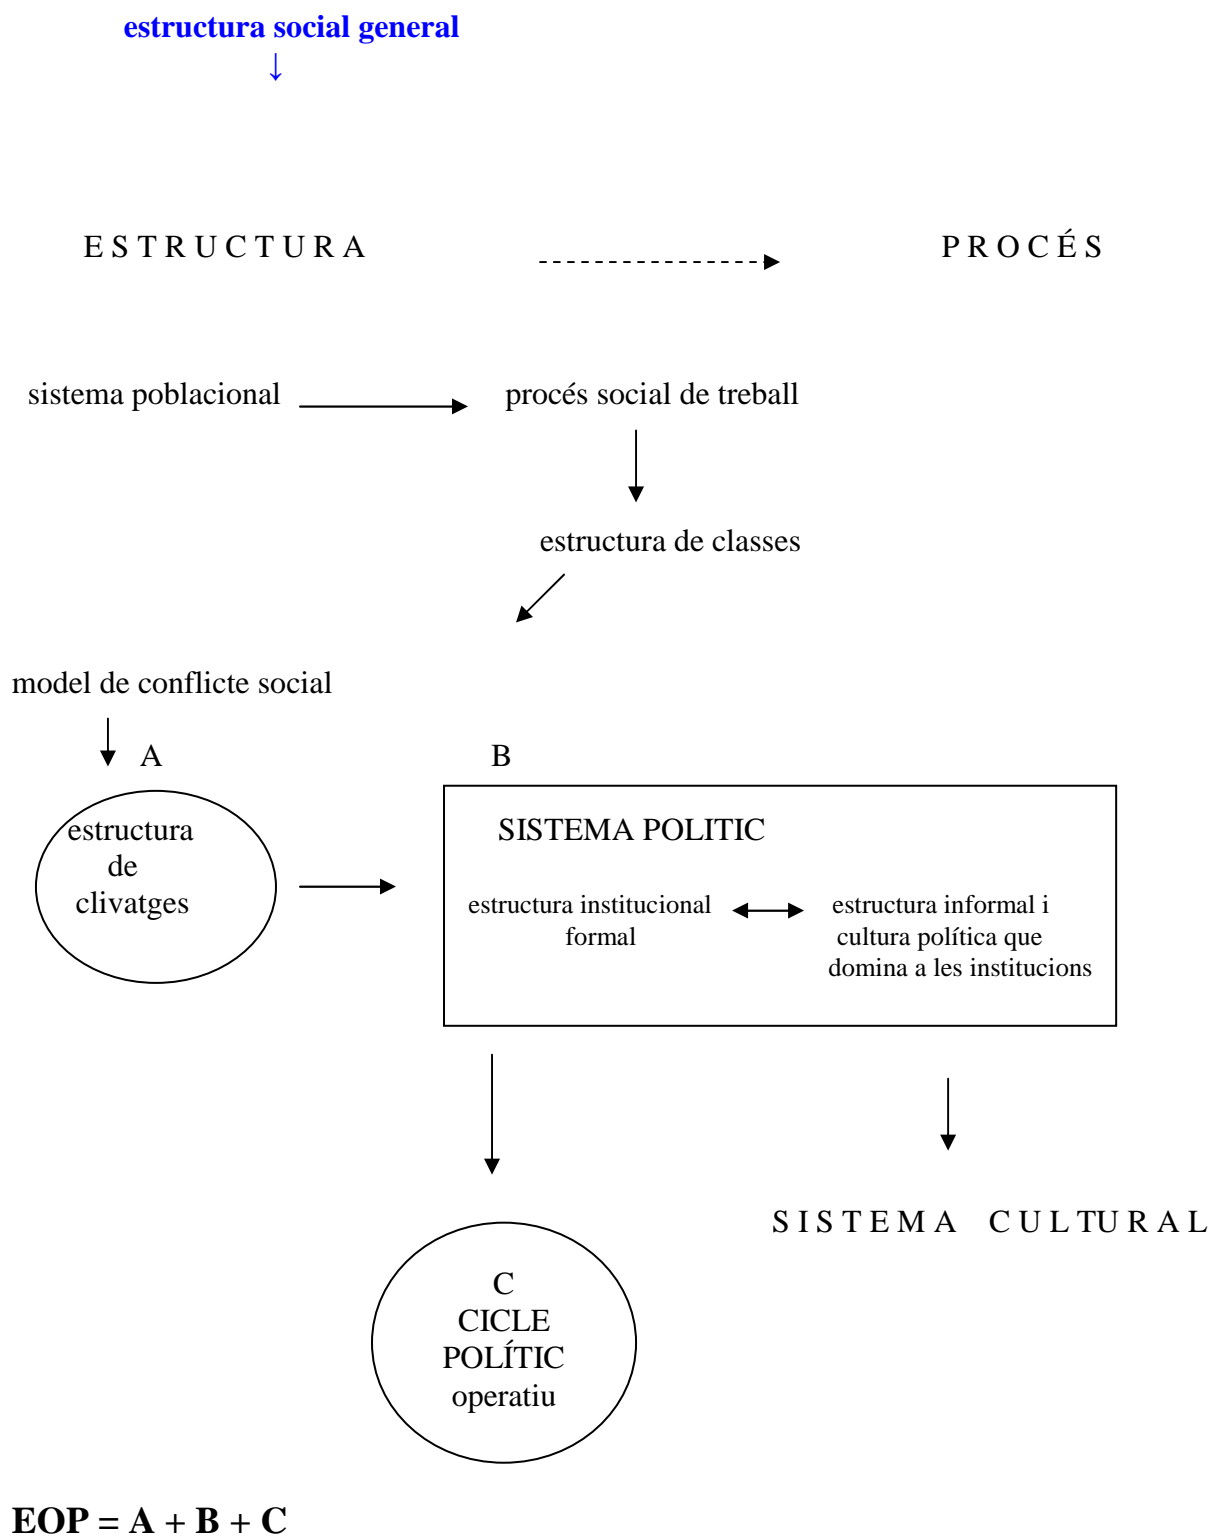 estructura social general
↓
E S T R U C T U R A
P R O C É S
sistema poblacional
procés social de treball
estructura de classes
model de conflicte social
A
B
estructura
de
clivatges
SISTEMA POLITIC
estructura institucional
formal
estructura informal i
cultura política que
domina a les institucions
S I S T E M A C U L TU R A L
C
CICLE
POLÍTIC
operatiu
EOP = A + B + C